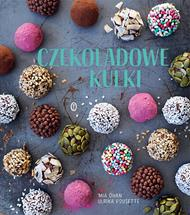 CZEKOLADOWE
KULKI
MIA ÖHRN
ULRIKA POUSETTE